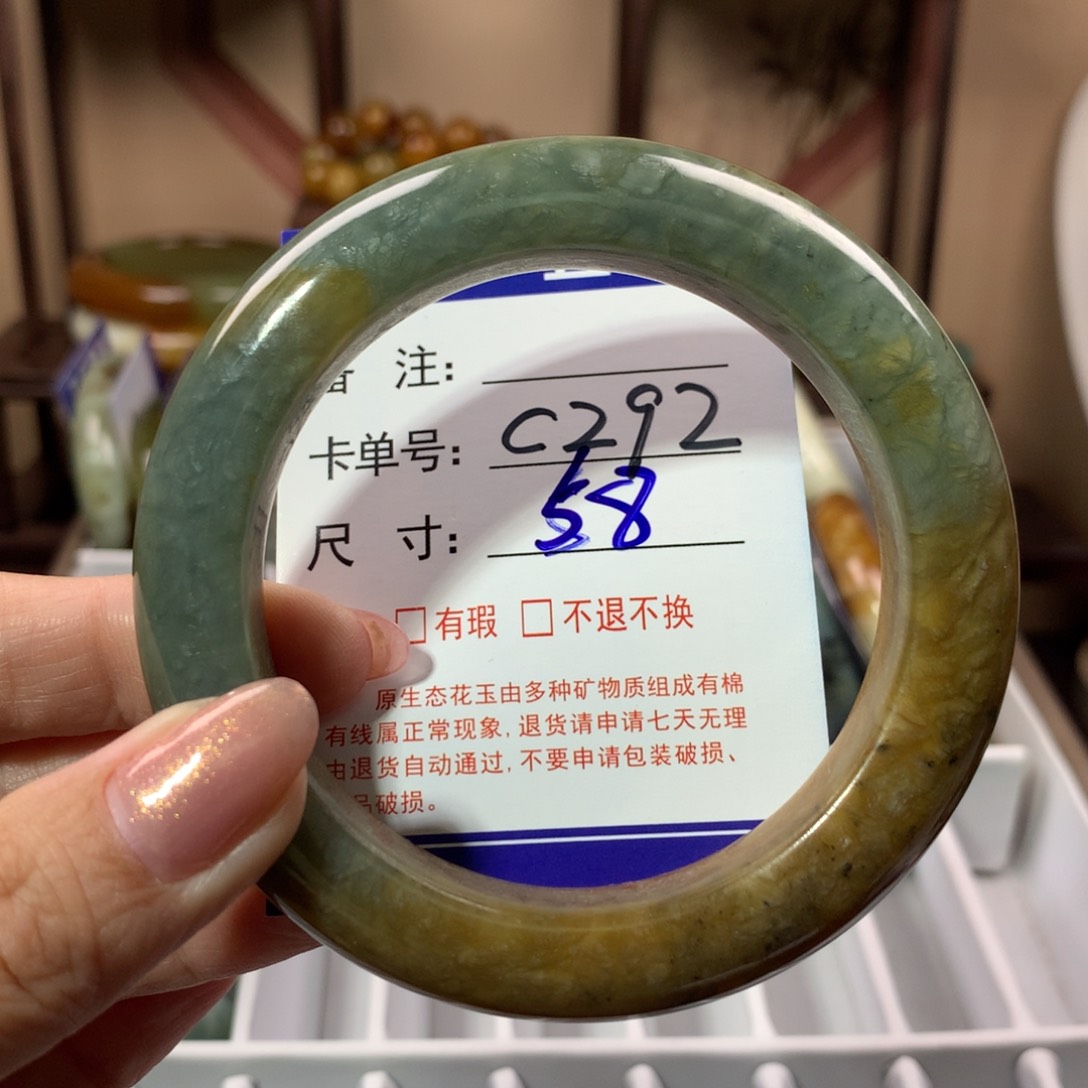 注:
卡单号: C292
尺 寸: 58
□有瑕 □不退不换
原生态花玉由多种矿物质组成有棉
有线属正常现象,退货请申请七天无理
由退货自动通过,不要申请包装破损、
品破损。